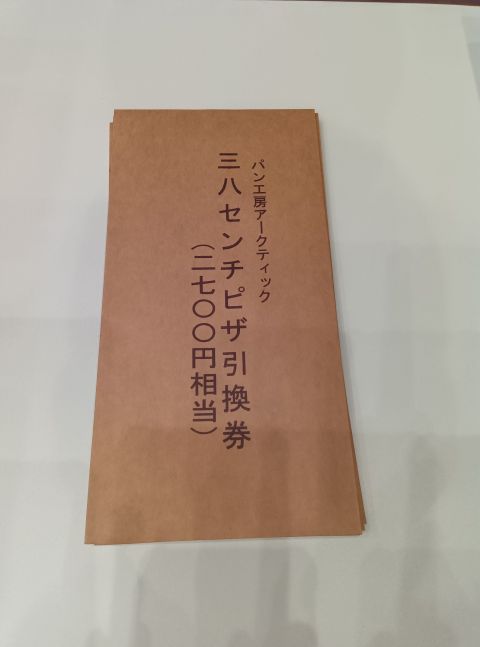 パン工房アークティック
三八センチピザ引換券
（二七〇〇円相当）